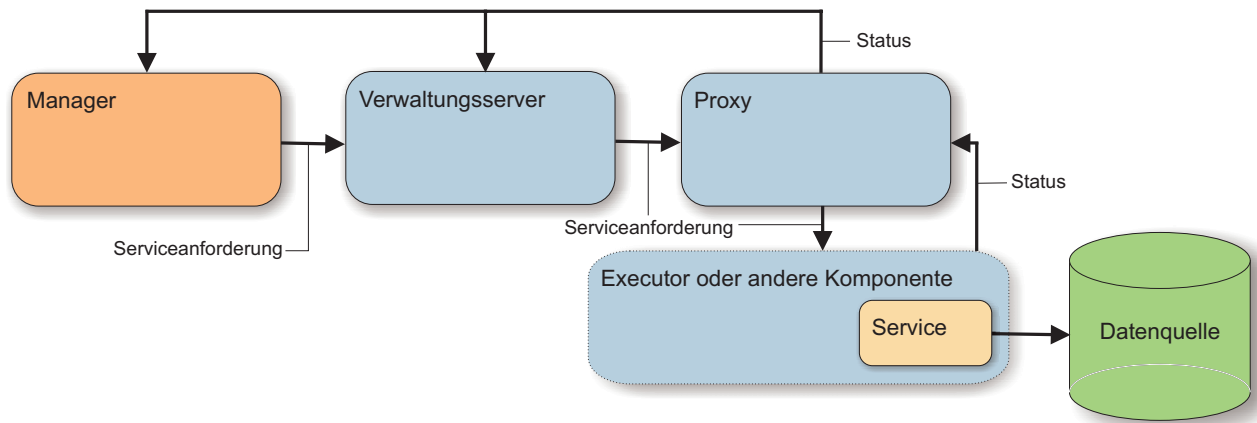 Status
Manager
Verwaltungsserver
Proxy
Status
Serviceanforderung
Serviceanforderung
Executor oder andere Komponente
Service
Datenquelle